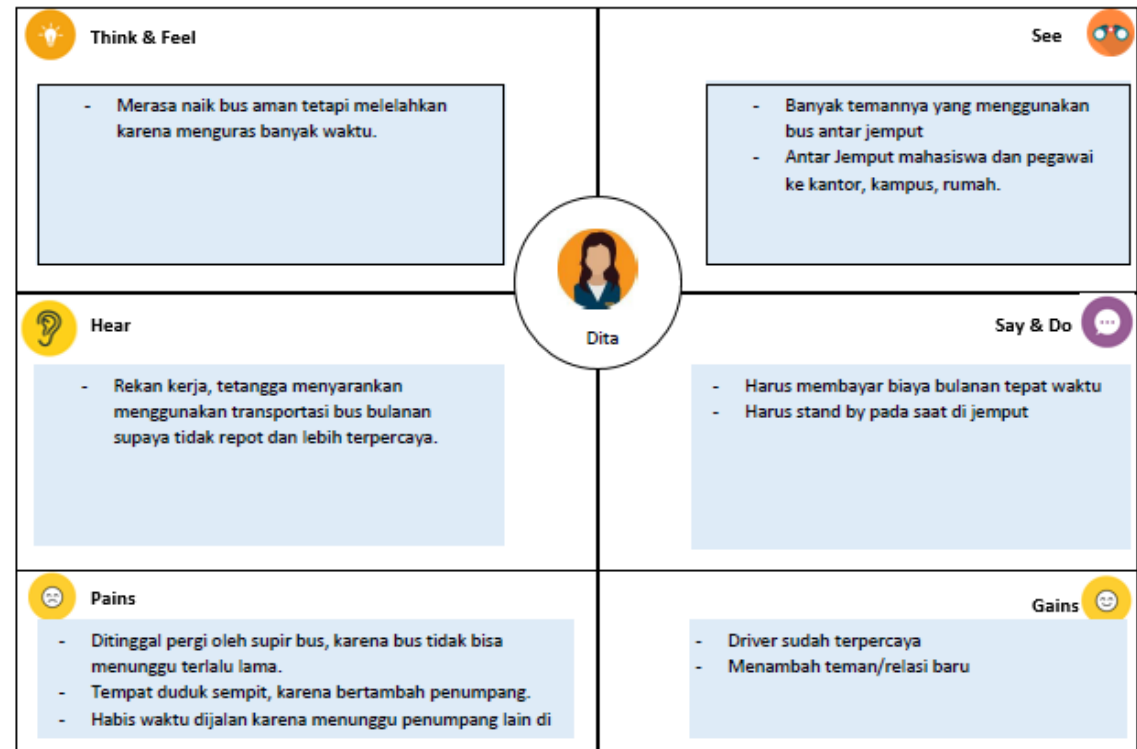 Think & Feel
- Merasa naik bus aman tetapi melelahkan
karena menguras banyak waktu.
See
- Banyak temannya yang menggunakan
bus antar jemput
- Antar Jemput mahasiswa dan pegawai
ke kantor, kampus, rumah.
Dita
Hear
- Rekan kerja, tetangga menyarankan
menggunakan transportasi bus bulanan
supaya tidak repot dan lebih terpercaya.
Say & Do
- Harus membayar biaya bulanan tepat waktu
- Harus stand by pada saat di jemput
Pains
- Ditinggal pergi oleh supir bus, karena bus tidak bisa
menunggu terlalu lama.
- Tempat duduk sempit, karena bertambah penumpang.
- Habis waktu dijalan karena menunggu penumpang lain di
Gains
- Driver sudah terpercaya
- Menambah teman/relasi baru